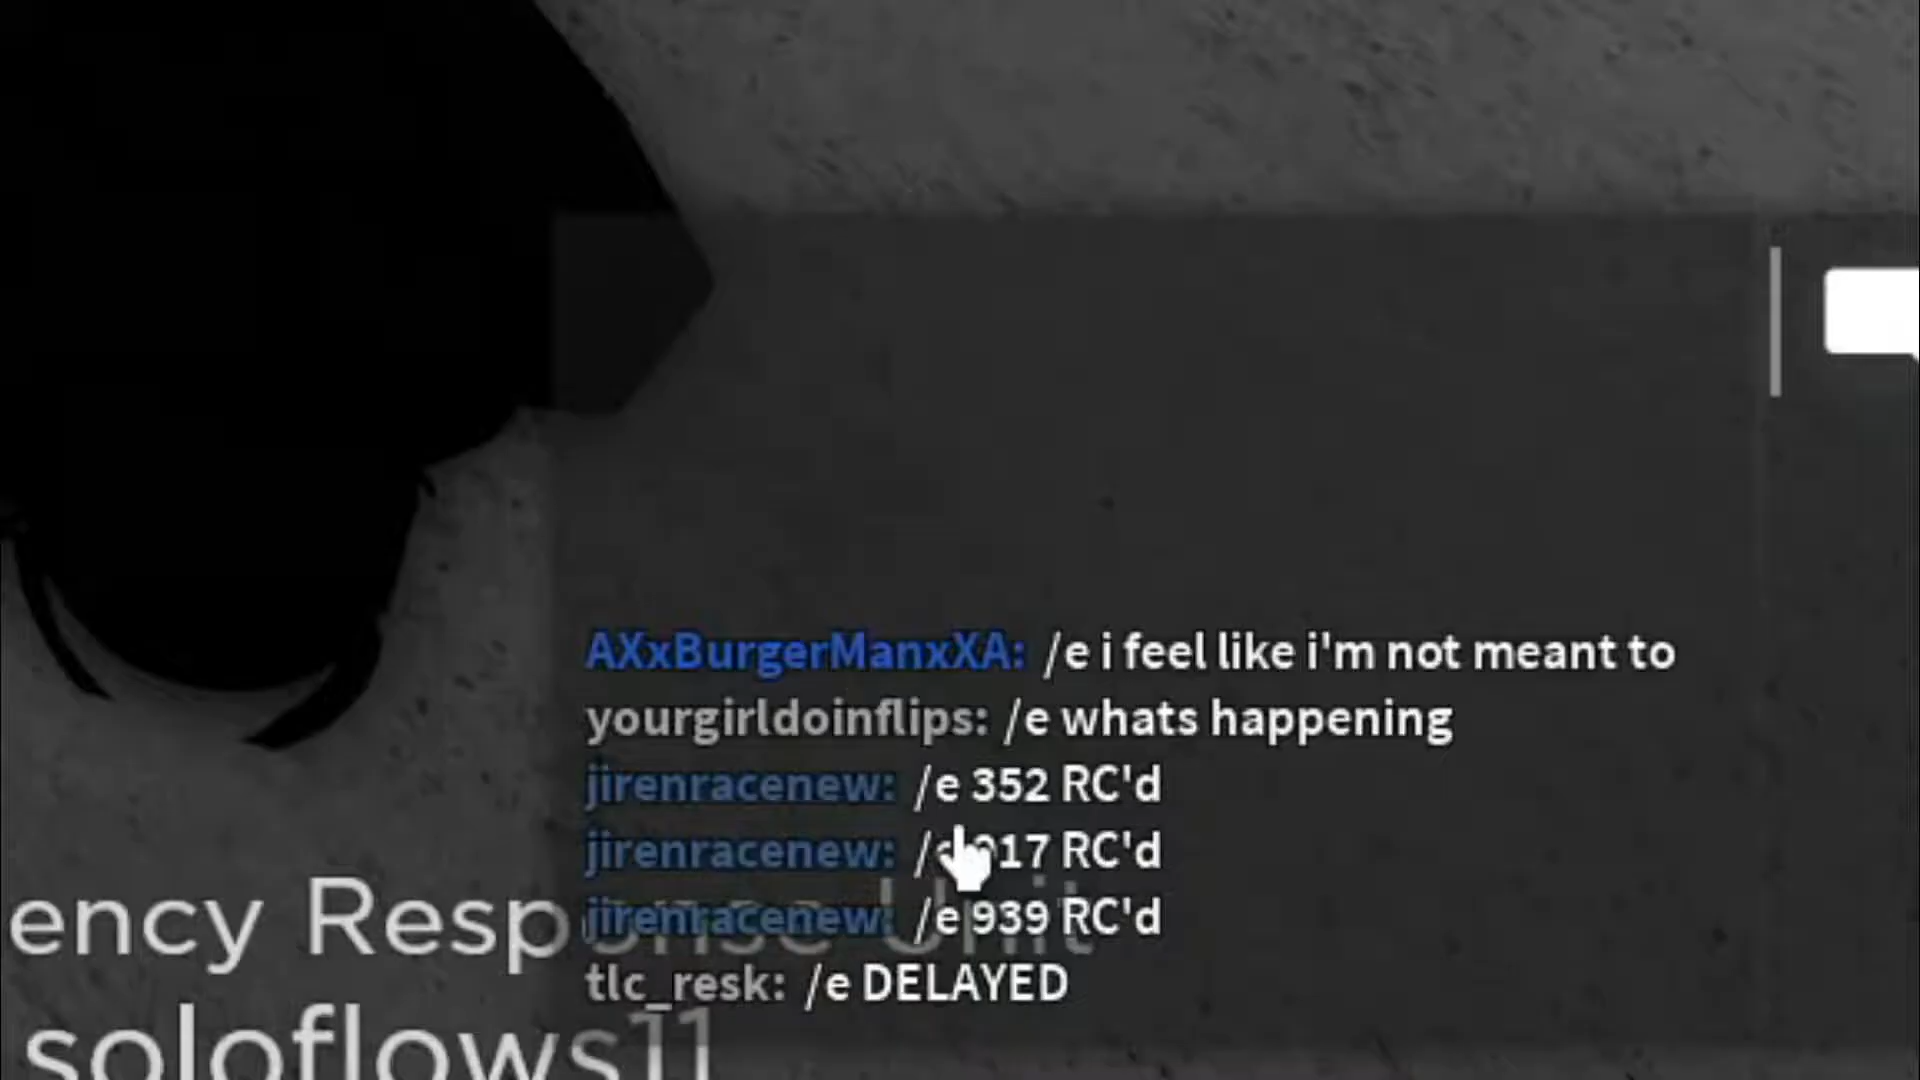 AXxBurgerManxXA: /e i feel like i'm not meant to
yourgirldoinflips: /e whats happening
jirenracenew: /e 352 RC'd
jirenracenew: /e 017 RC'd
jirenracenew: /e 939 RC'd
tlc_resk: /e DELAYED
ency Response Unit
soloflows11